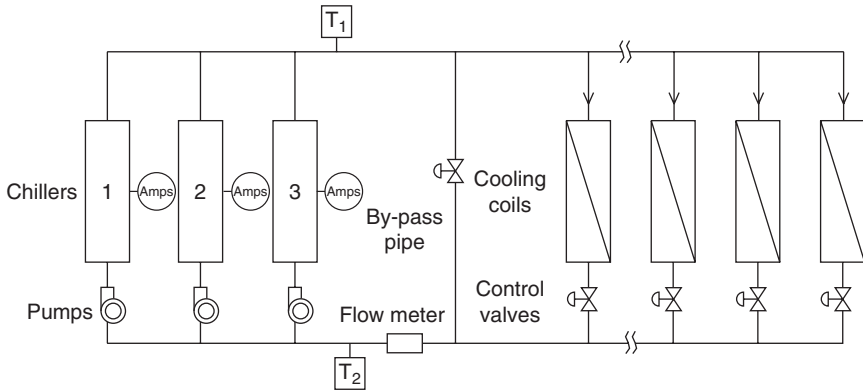 T1
Chillers
1
Amps
2
Amps
3
Amps
By-pass
pipe
Cooling
coils
Pumps
Flow meter
Control
valves
T2